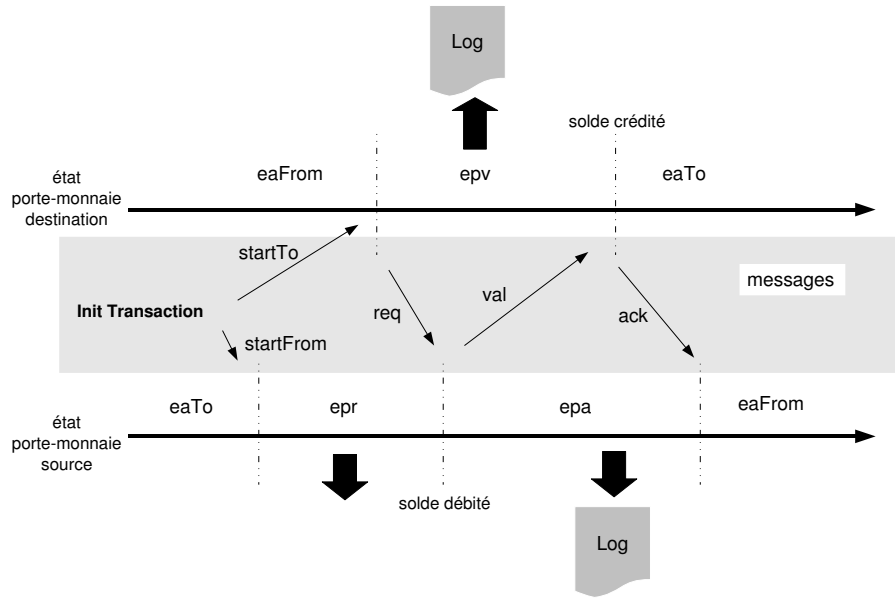 Log
solde crédité
eaFrom
epv
eaTo
état
porte-monnaie
destination
startTo
messages
val
Init Transaction
req
ack
startFrom
eaTo
epr
epa
eaFrom
état
porte-monnaie
source
solde débité
Log